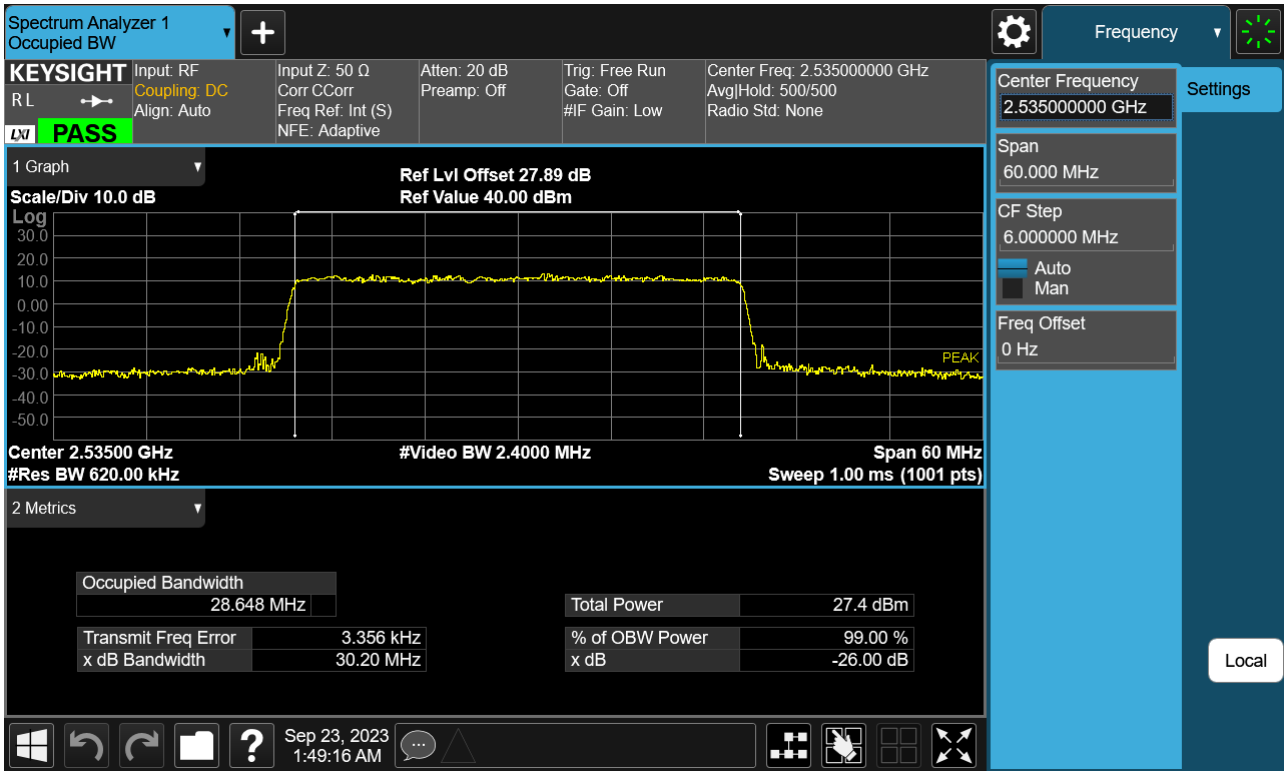 Spectrum Analyzer 1
Occupied BW
Frequency
KEYSIGHT
R L
LXI
PASS
Input: RF
Coupling: DC
Align: Auto
Input Z: 50 Ω
Corr CCorr
Freq Ref: Int (S)
NFE: Adaptive
Atten: 20 dB
Preamp: Off
Trig: Free Run
Gate: Off
#IF Gain: Low
Center Freq: 2.535000000 GHz
Avg|Hold: 500/500
Radio Std: None
Center Frequency
2.535000000 GHz
Settings
Span
60.000 MHz
CF Step
6.000000 MHz
Auto
Man
Freq Offset
0 Hz
Local
1 Graph
Ref Lvl Offset 27.89 dB
Scale/Div 10.0 dB
Ref Value 40.00 dBm
Log
30.0
20.0
10.0
0.00
-10.0
-20.0
-30.0
-40.0
-50.0
PEAK
Center 2.53500 GHz
#Video BW 2.4000 MHz
Span 60 MHz
#Res BW 620.00 kHz
Sweep 1.00 ms (1001 pts)
2 Metrics
Occupied Bandwidth
28.648 MHz
Total Power 27.4 dBm
Transmit Freq Error 3.356 kHz
% of OBW Power 99.00 %
x dB Bandwidth 30.20 MHz
x dB -26.00 dB
?
Sep 23, 2023
1:49:16 AM